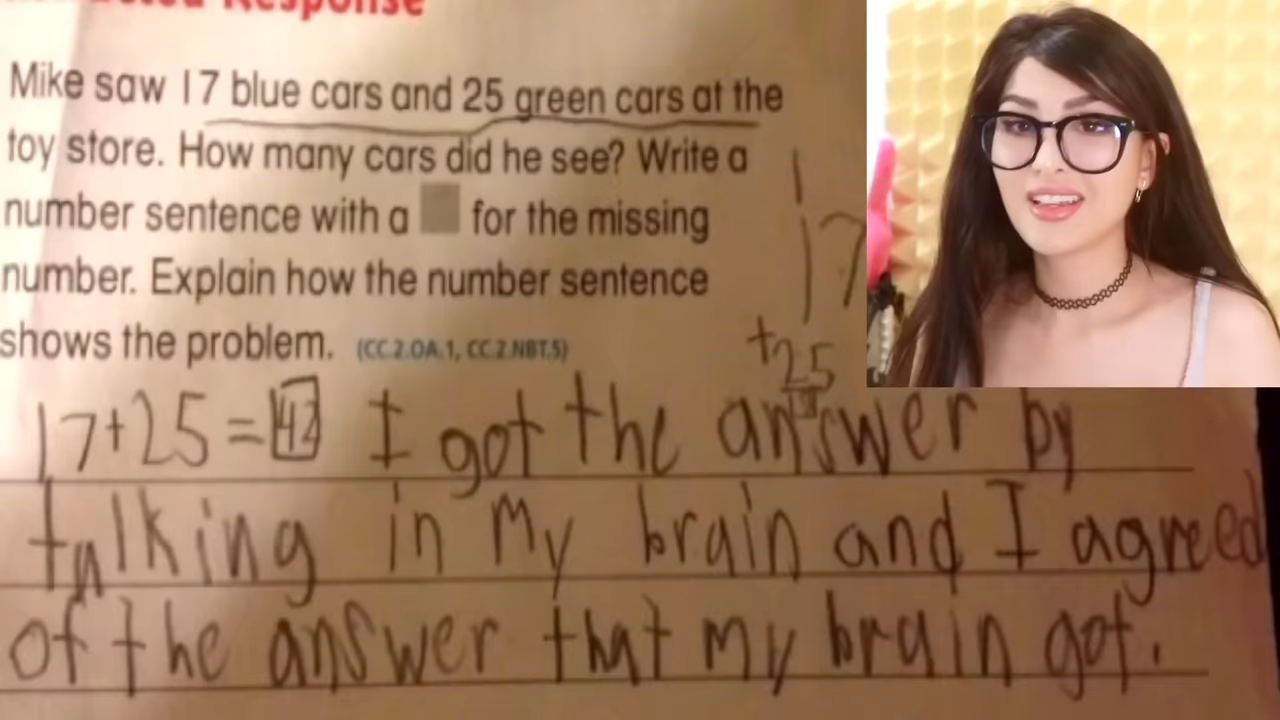 Response
Mike saw 17 blue cars and 25 green cars at the
toy store. How many cars did he see? Write a
number sentence with a for the missing
number. Explain how the number sentence
shows the problem. (CC.2.OA.1, CC.2.NBT.5)
1
17
+25
17+25=42 I got the answer by
talking in my brain and I agreed
of the answer that my brain got.